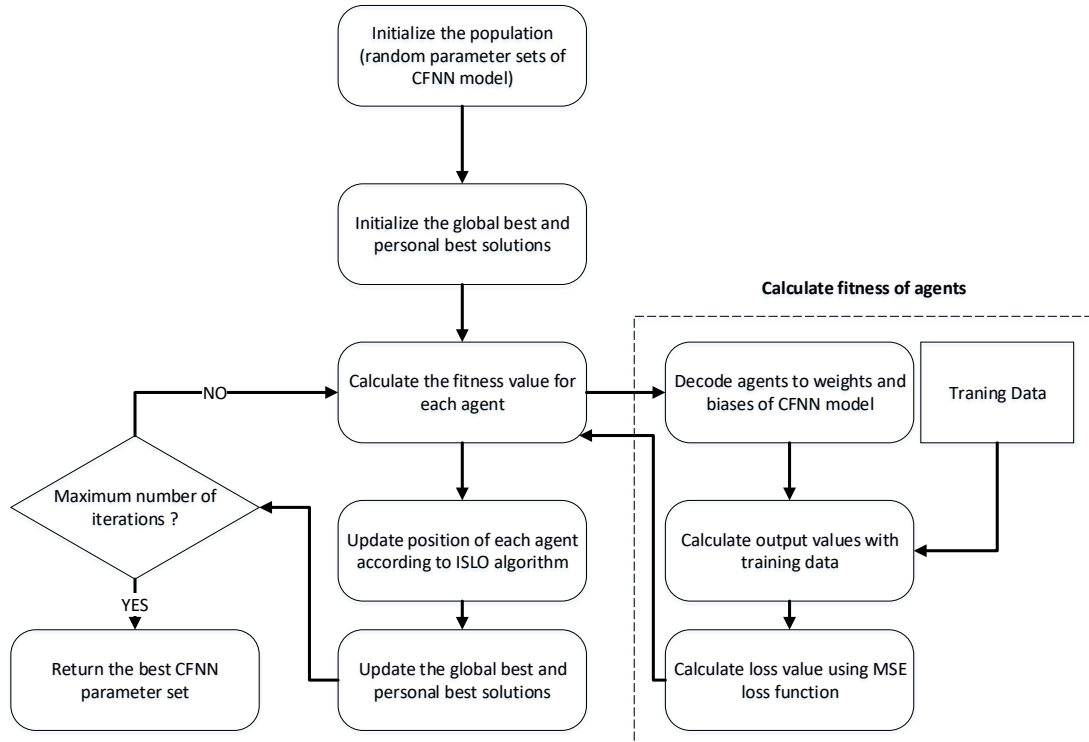 Initialize the population
(random parameter sets of
CFNN model)
Initialize the global best and
personal best solutions
Calculate fitness of agents
Calculate the fitness value for
each agent
Decode agents to weights and
biases of CFNN model
Traning Data
NO
Maximum number of
iterations ?
Update position of each agent
according to ISLO algorithm
Calculate output values with
training data
YES
Return the best CFNN
parameter set
Update the global best and
personal best solutions
Calculate loss value using MSE
loss function